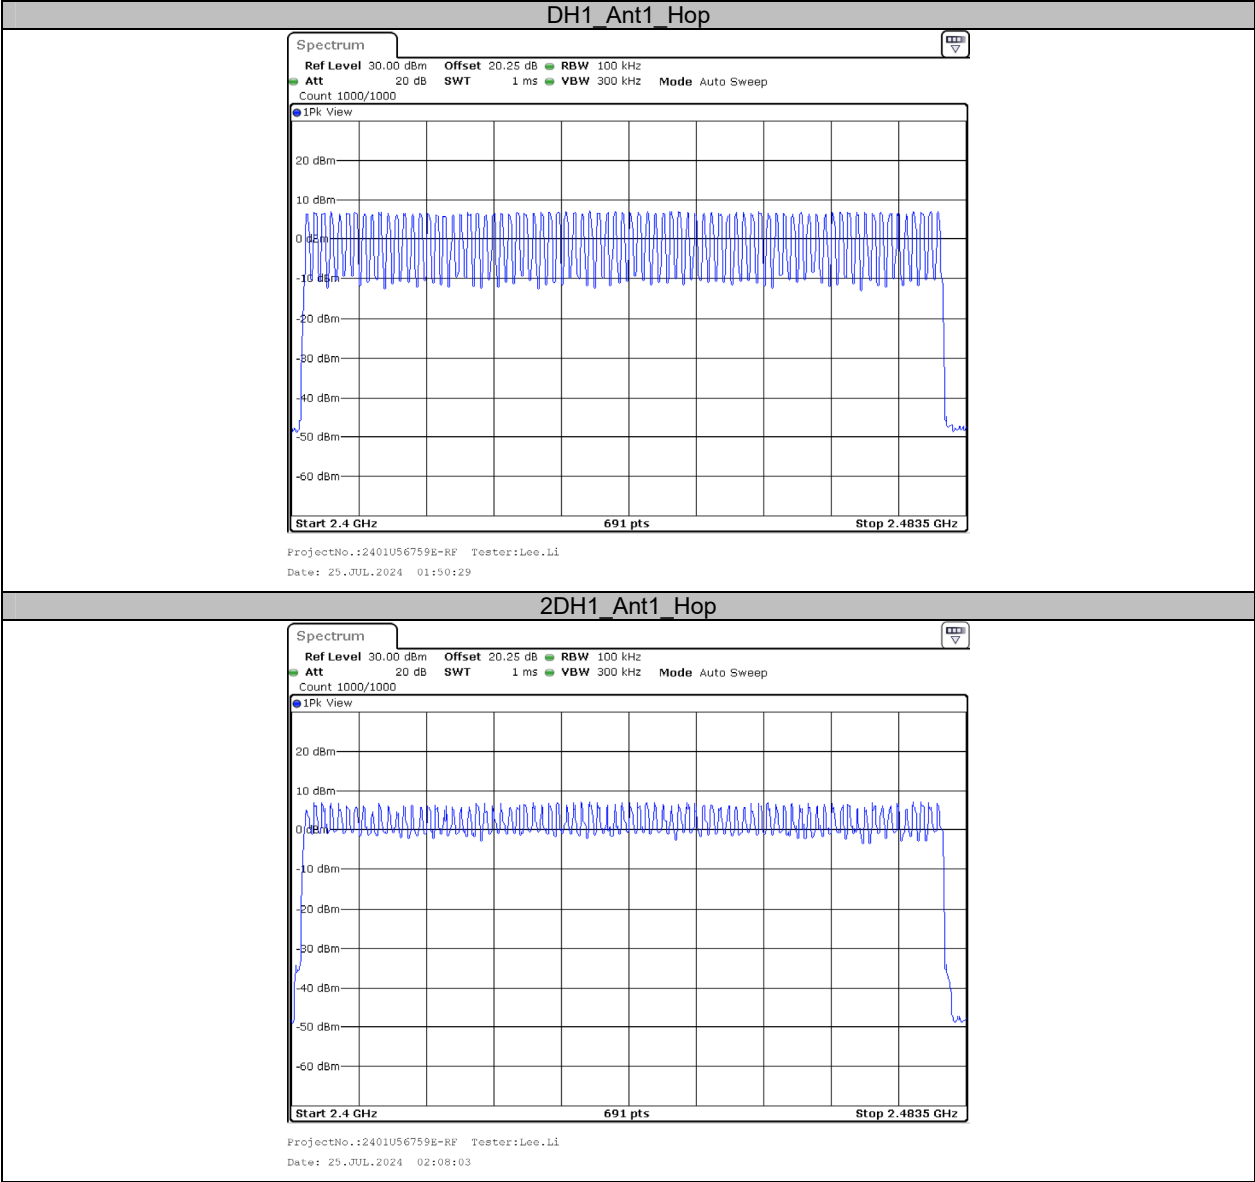 DH1_Ant1_Hop
Spectrum
Ref Level 30.00 dBm Offset 20.25 dB RBW 100 kHz
Att 20 dB SWT 1 ms VBW 300 kHz Mode Auto Sweep
Count 1000/1000
1Pk View
20 dBm
10 dBm
0 dBm
-10 dBm
-20 dBm
-30 dBm
-40 dBm
-50 dBm
-60 dBm
Start 2.4 GHz 691 pts Stop 2.4835 GHz
ProjectNo.:2401U56759E-RF Tester:Lee.Li
Date: 25.JUL.2024 01:50:29
2DH1_Ant1_Hop
Spectrum
Ref Level 30.00 dBm Offset 20.25 dB RBW 100 kHz
Att 20 dB SWT 1 ms VBW 300 kHz Mode Auto Sweep
Count 1000/1000
1Pk View
20 dBm
10 dBm
0 dBm
-10 dBm
-20 dBm
-30 dBm
-40 dBm
-50 dBm
-60 dBm
Start 2.4 GHz 691 pts Stop 2.4835 GHz
ProjectNo.:2401U56759E-RF Tester:Lee.Li
Date: 25.JUL.2024 02:08:03